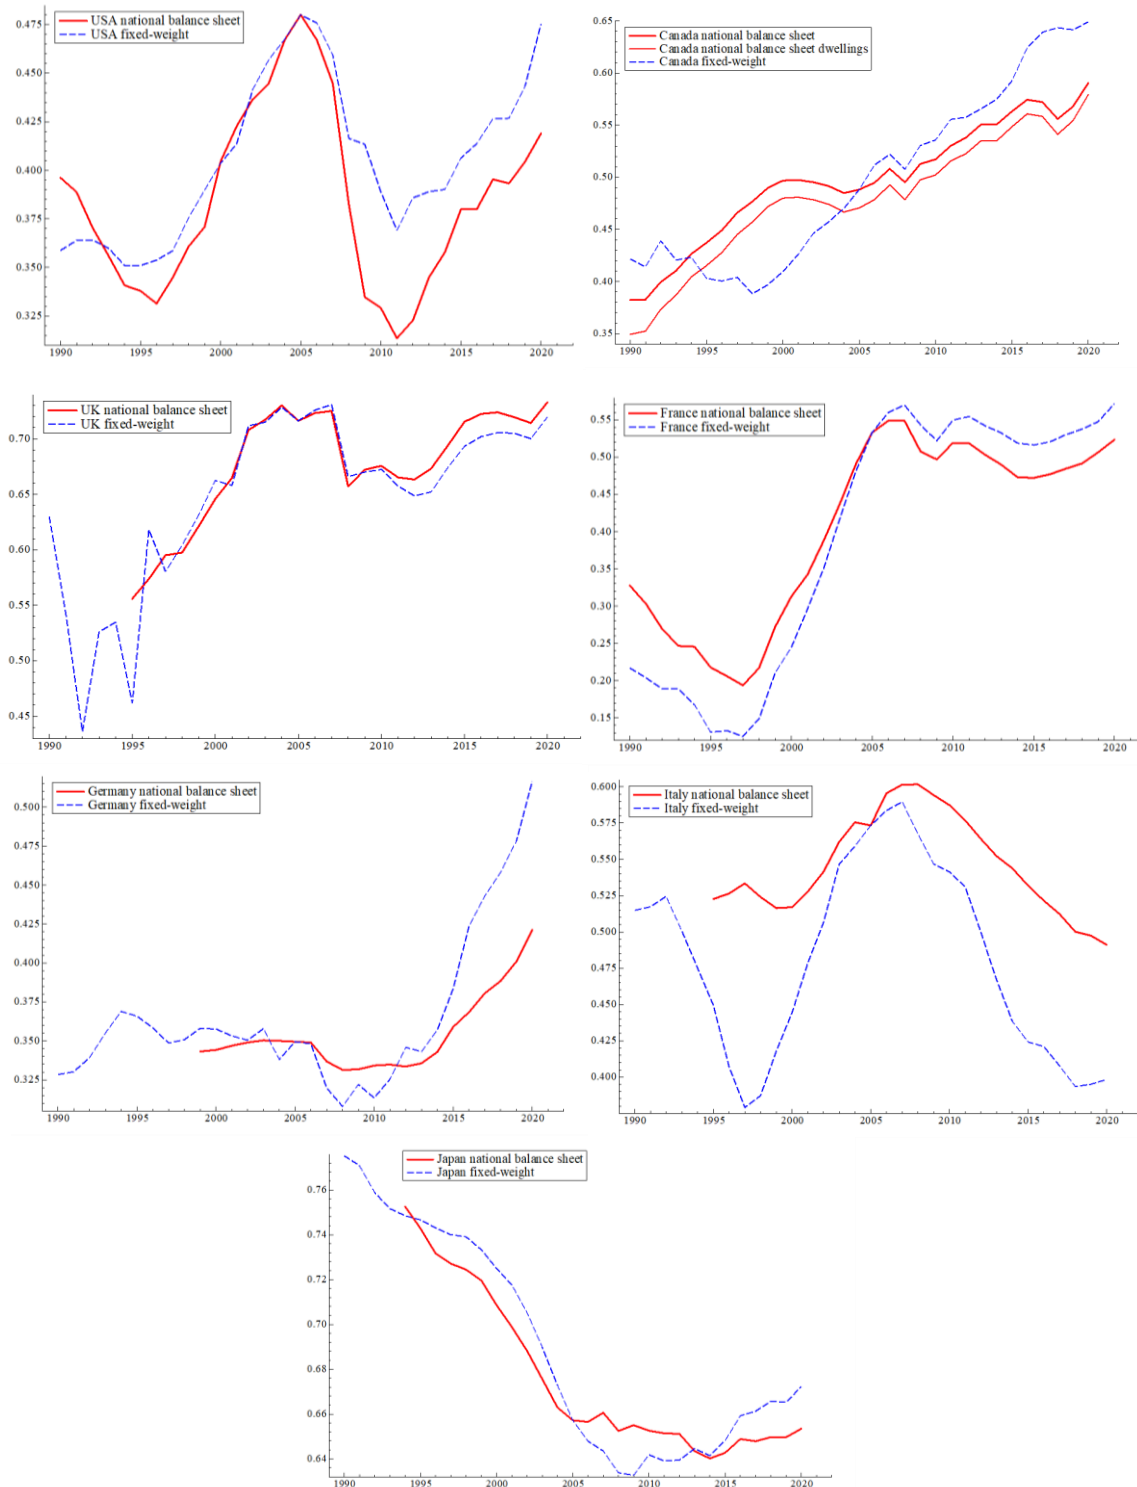 USA national balance sheet
USA fixed-weight
0.475
0.450
0.425
0.400
0.375
0.350
0.325
1990 1995 2000 2005 2010 2015 2020
Canada national balance sheet
Canada national balance sheet dwellings
Canada fixed-weight
0.65
0.60
0.55
0.50
0.45
0.40
0.35
1990 1995 2000 2005 2010 2015 2020
UK national balance sheet
UK fixed-weight
0.70
0.65
0.60
0.55
0.50
0.45
1990 1995 2000 2005 2010 2015 2020
France national balance sheet
France fixed-weight
0.55
0.50
0.45
0.40
0.35
0.30
0.25
0.20
0.15
1990 1995 2000 2005 2010 2015 2020
Germany national balance sheet
Germany fixed-weight
0.500
0.475
0.450
0.425
0.400
0.375
0.350
0.325
1990 1995 2000 2005 2010 2015 2020
Italy national balance sheet
Italy fixed-weight
0.600
0.575
0.550
0.525
0.500
0.475
0.450
0.425
0.400
1990 1995 2000 2005 2010 2015 2020
Japan national balance sheet
Japan fixed-weight
0.76
0.74
0.72
0.70
0.68
0.66
0.64
1990 1995 2000 2005 2010 2015 2020